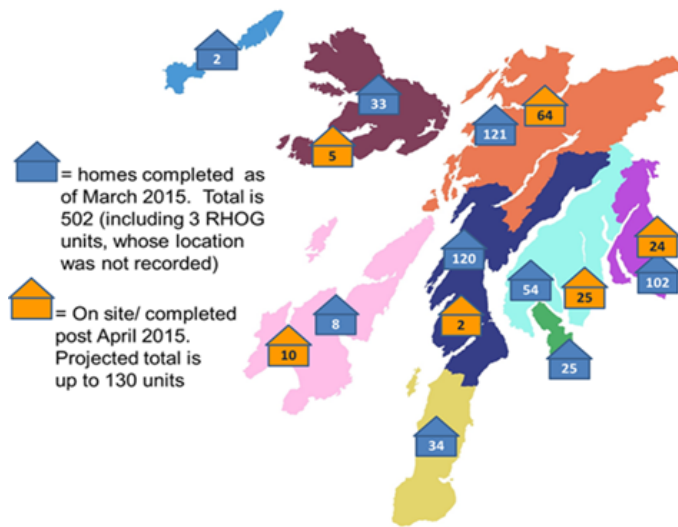 2
33
5
64
121
= homes completed as
of March 2015. Total is
502 (including 3 RHOG
units, whose location
was not recorded)
120
24
102
54
25
= On site/ completed
post April 2015.
Projected total is
up to 130 units
8
10
2
25
34